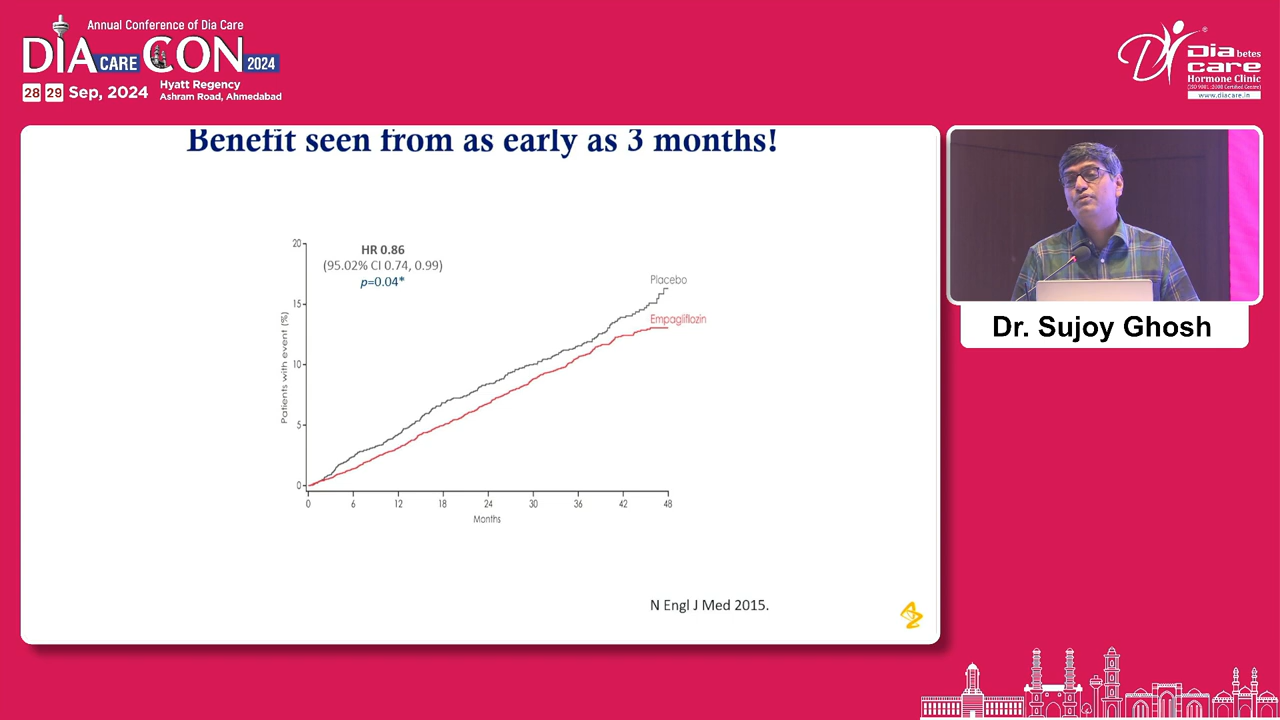 Annual Conference of Dia Care
DIA CARE CON 2024
28 29 Sep, 2024
Hyatt Regency
Ashram Road, Ahmedabad
Diabetes
care
Hormone Clinic
(ISO 9001 : 2008 Certified Centre)
www.diacare.in
Benefit seen from as early as 3 months!
HR 0.86
(95.02% CI 0.74, 0.99)
p=0.04*
Placebo
Empagliflozin
Patients with event (%)
20
15
10
5
0
0 6 12 18 24 30 36 42 48
Months
N Engl J Med 2015.
Dr. Sujoy Ghosh